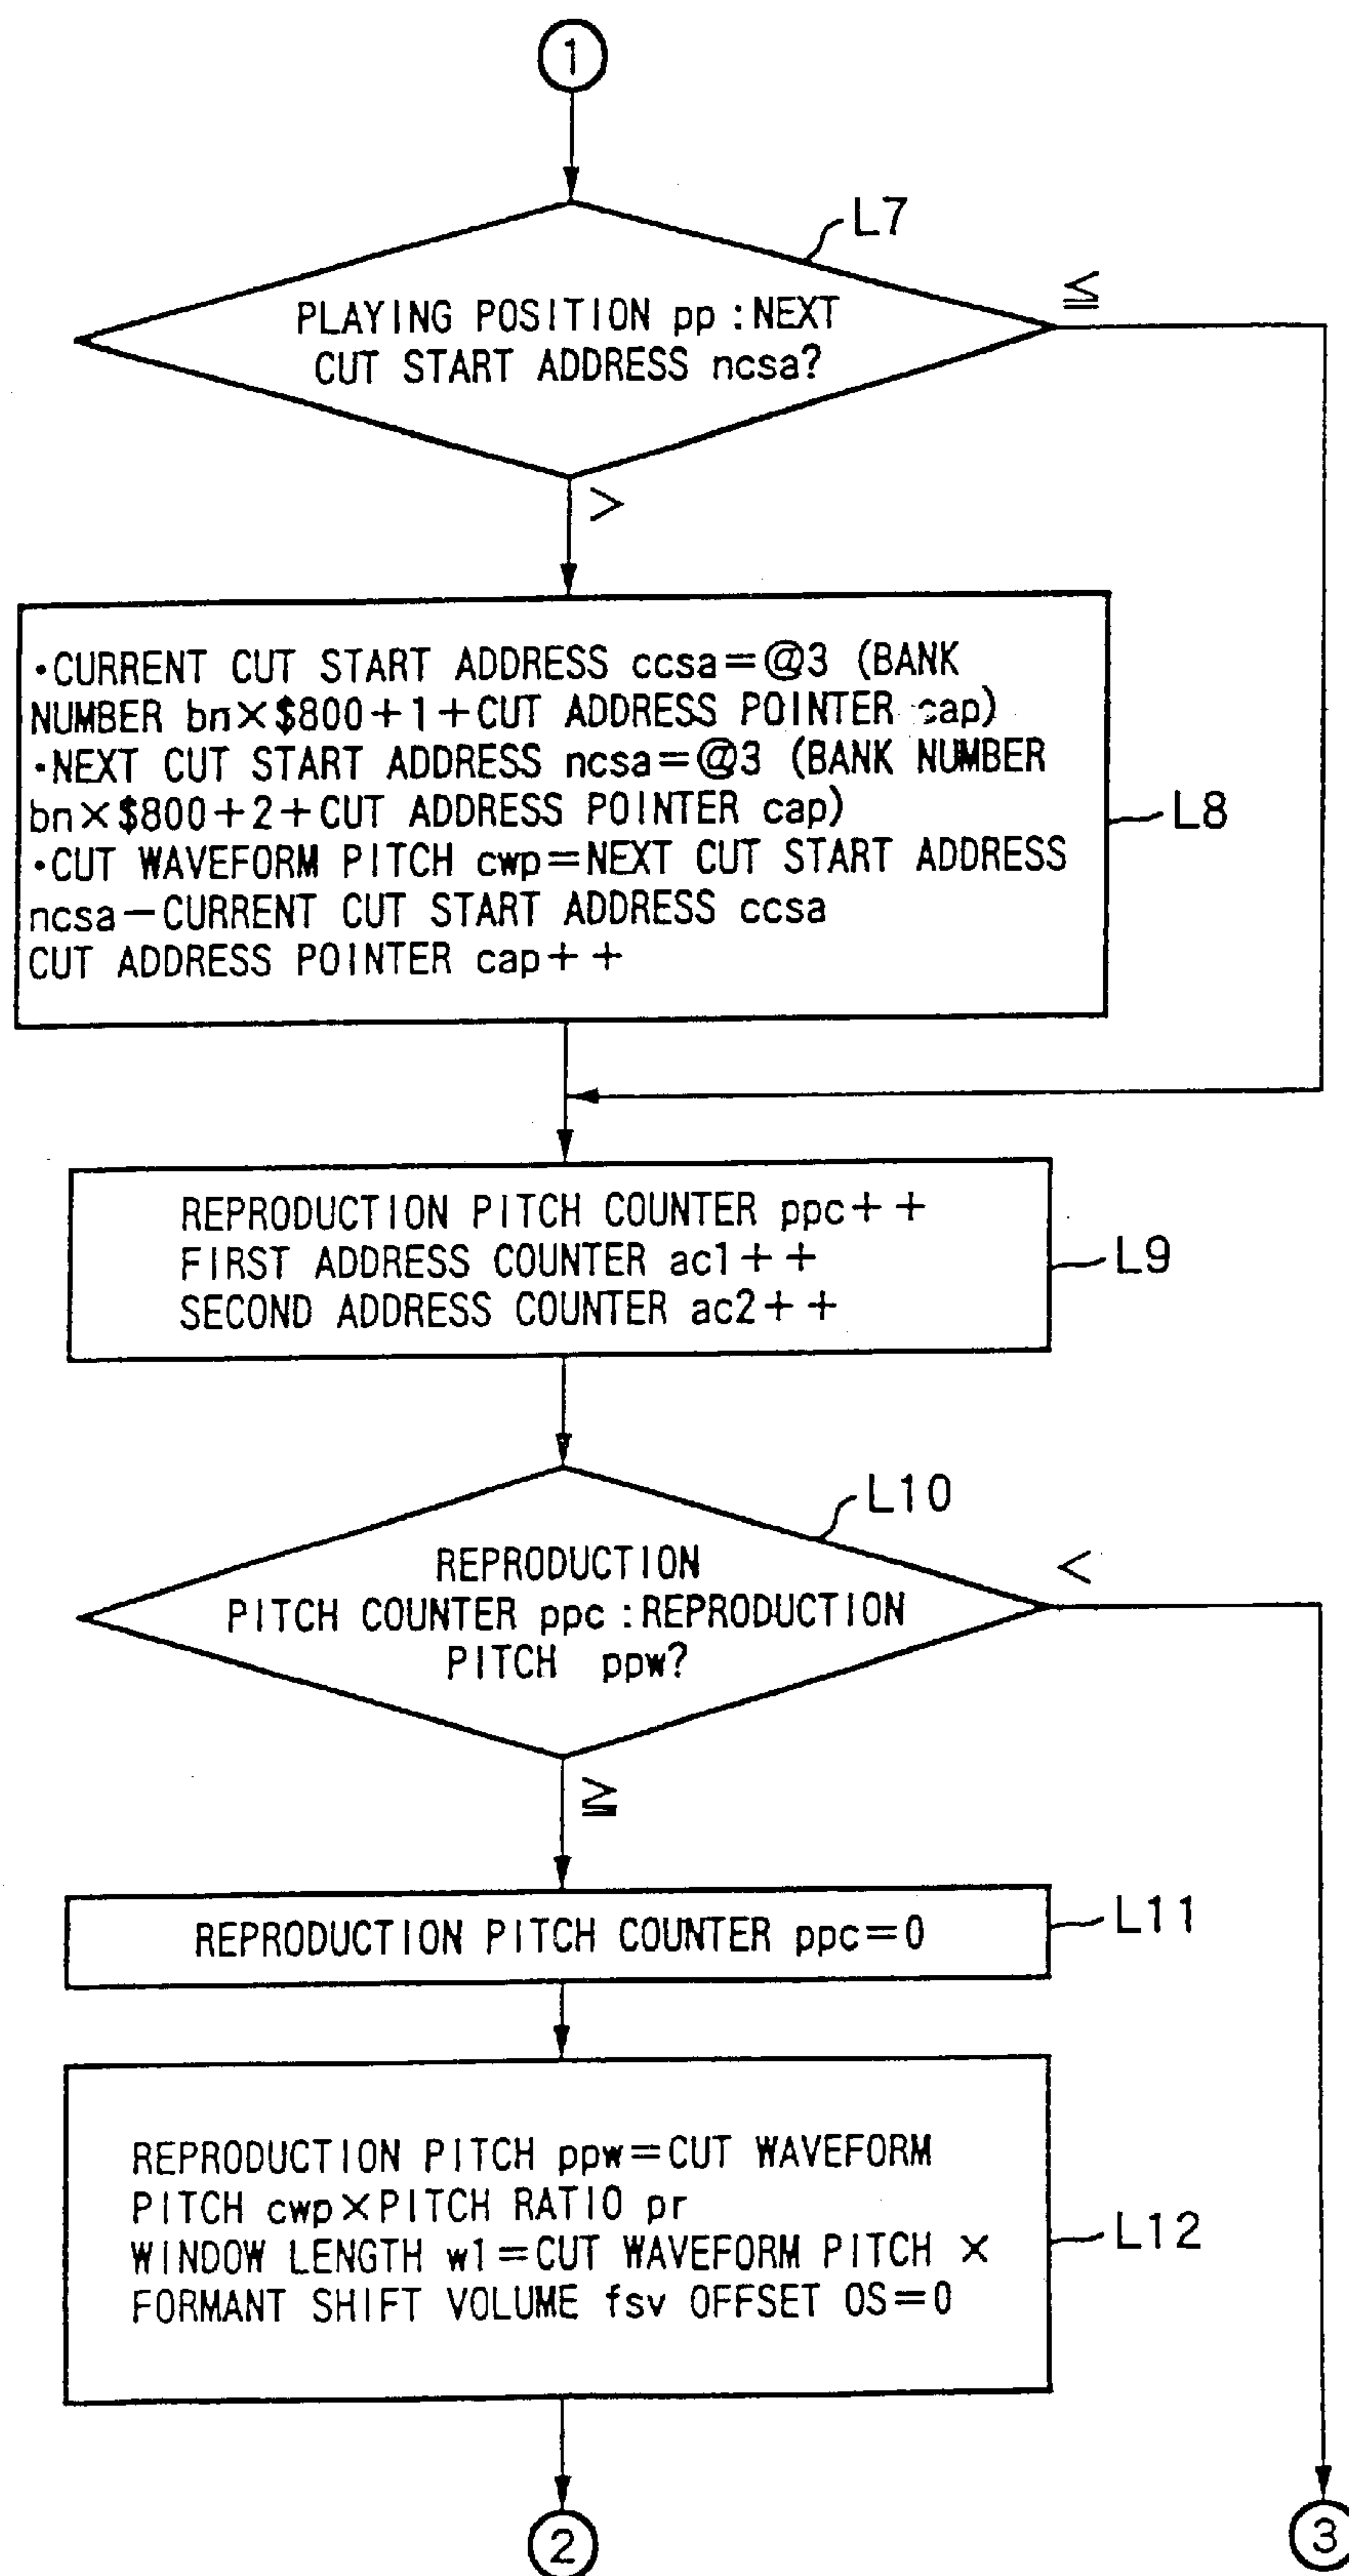 1
L7
≦
PLAYING POSITION pp:NEXT
CUT START ADDRESS ncsa?
>
・CURRENT CUT START ADDRESS ccsa=@3 (BANK
NUMBER bn×$800+1+CUT ADDRESS POINTER cap)
・NEXT CUT START ADDRESS ncsa=@3 (BANK NUMBER
bn×$800+2+CUT ADDRESS POINTER cap)
・CUT WAVEFORM PITCH cwp=NEXT CUT START ADDRESS
ncsa-CURRENT CUT START ADDRESS ccsa
CUT ADDRESS POINTER cap++
L8
REPRODUCTION PITCH COUNTER ppc++
FIRST ADDRESS COUNTER ac1++
SECOND ADDRESS COUNTER ac2++
L9
L10
<
REPRODUCTION
PITCH COUNTER ppc:REPRODUCTION
PITCH ppw?
≧
REPRODUCTION PITCH COUNTER ppc=0
L11
REPRODUCTION PITCH ppw=CUT WAVEFORM
PITCH cwp×PITCH RATIO pr
WINDOW LENGTH w1=CUT WAVEFORM PITCH ×
FORMANT SHIFT VOLUME fsv OFFSET OS=0
L12
2
3